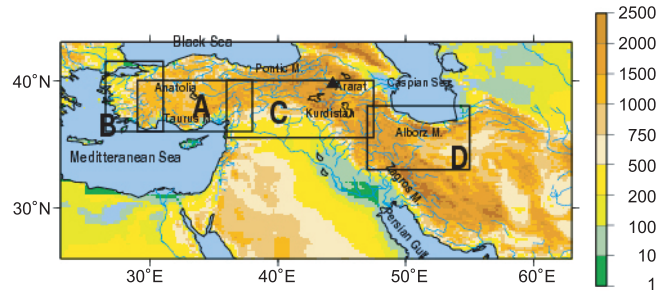 Black Sea
2500
2000
1500
1000
750
500
200
100
10
1
40°N
30°N
Pontic M.
Anatolia
Ararat
Caspian Sea
A
B
C
D
Taurus M.
Kurdistan
Alborz M.
Meditteranean Sea
Zagros M.
Persian Gulf
30°E
40°E
50°E
60°E